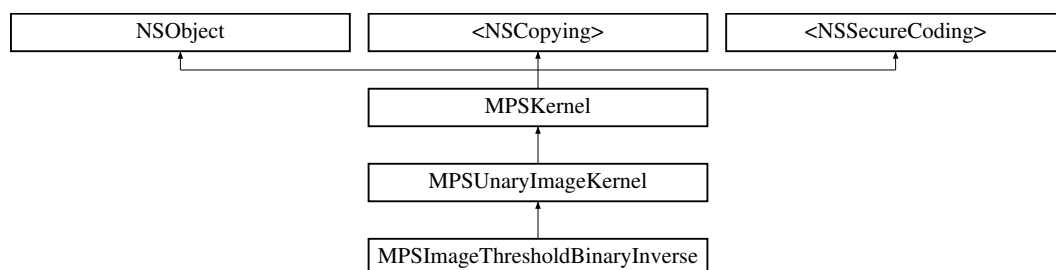 NSObject
<NSCopying>
<NSSecureCoding>
MPSKernel
MPSUnaryImageKernel
MPSImageThresholdBinaryInverse